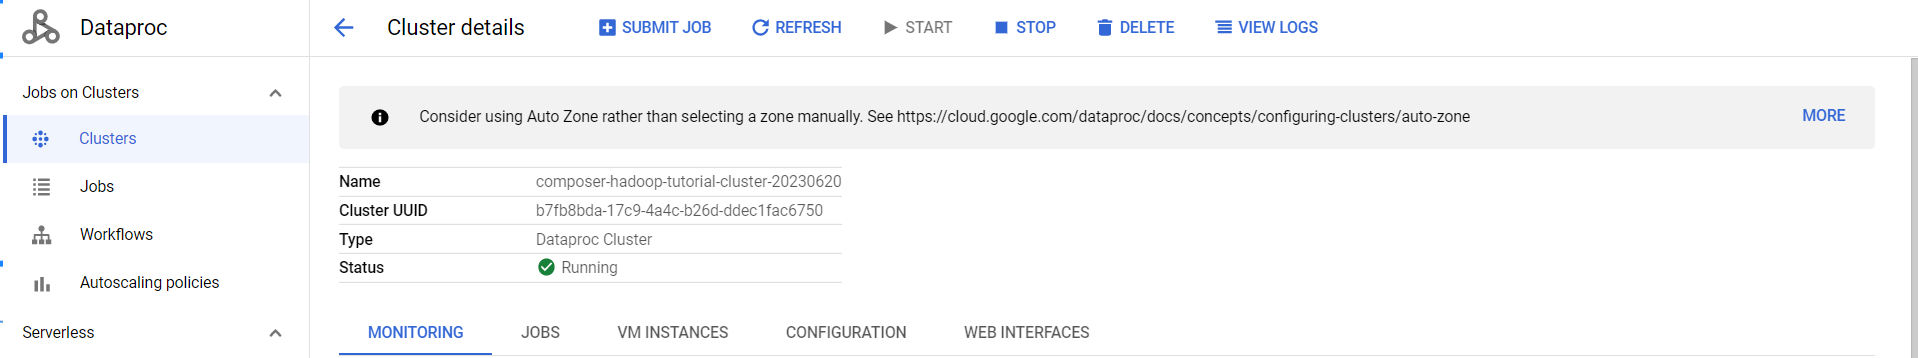 Dataproc
Cluster details
SUBMIT JOB
REFRESH
START
STOP
DELETE
VIEW LOGS
Jobs on Clusters
Clusters
Jobs
Workflows
Autoscaling policies
Serverless
Consider using Auto Zone rather than selecting a zone manually. See https://cloud.google.com/dataproc/docs/concepts/configuring-clusters/auto-zone
MORE
Name composer-hadoop-tutorial-cluster-20230620
Cluster UUID b7fb8bda-17c9-4a4c-b26d-ddec1fac6750
Type Dataproc Cluster
Status Running
MONITORING
JOBS
VM INSTANCES
CONFIGURATION
WEB INTERFACES